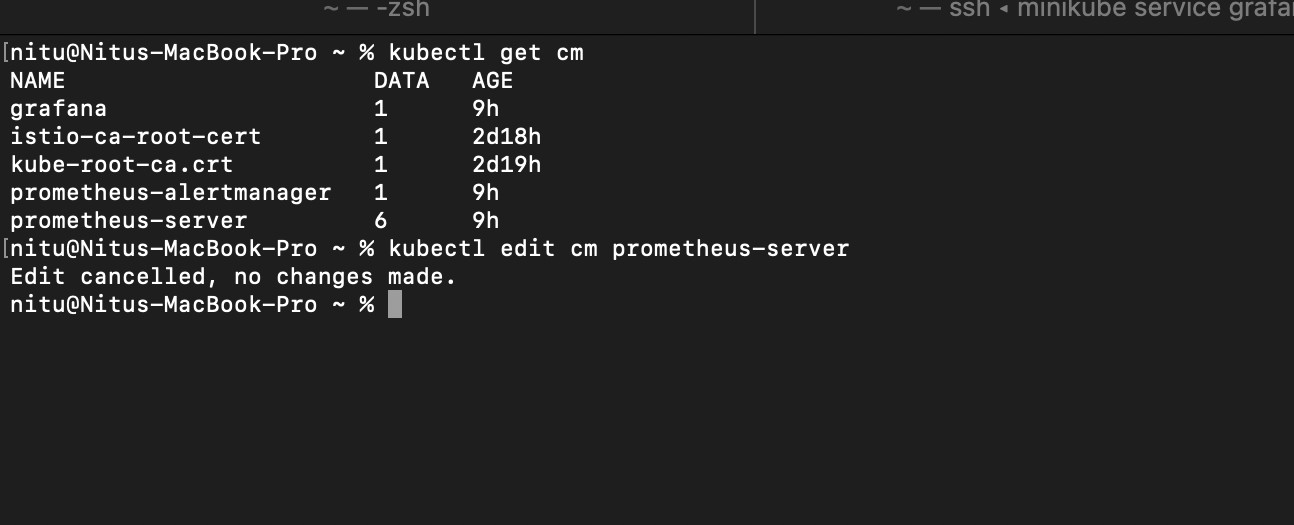 ~ — -zsh
~ — ssh ◂ minikube service grafa
[nitu@Nitus-MacBook-Pro ~ % kubectl get cm
NAME DATA AGE
grafana 1 9h
istio-ca-root-cert 1 2d18h
kube-root-ca.crt 1 2d19h
prometheus-alertmanager 1 9h
prometheus-server 6 9h
[nitu@Nitus-MacBook-Pro ~ % kubectl edit cm prometheus-server
Edit cancelled, no changes made.
nitu@Nitus-MacBook-Pro ~ %